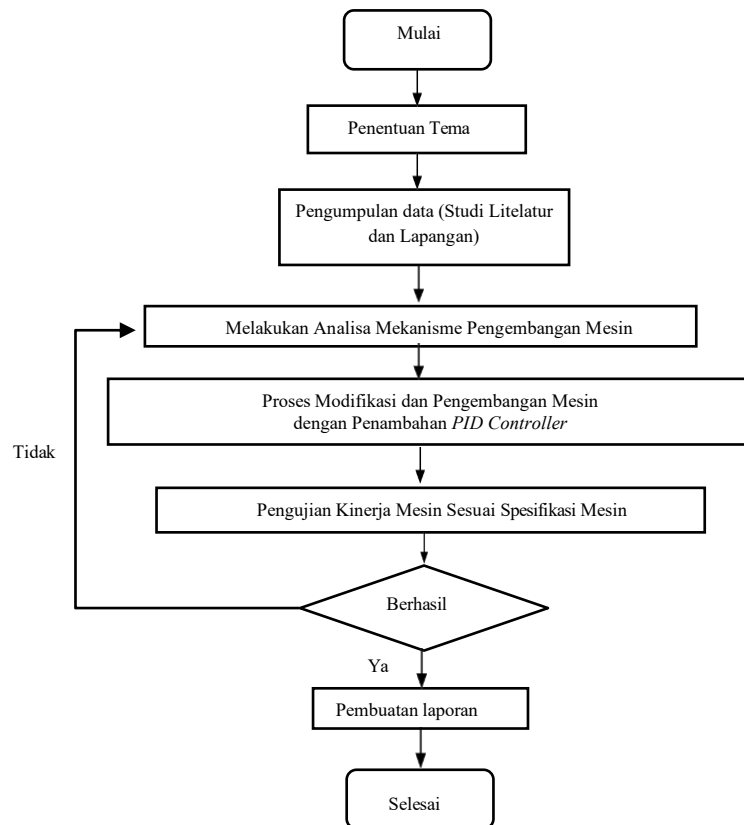 Mulai
Penentuan Tema
Pengumpulan data (Studi Litelatur
dan Lapangan)
Melakukan Analisa Mekanisme Pengembangan Mesin
Proses Modifikasi dan Pengembangan Mesin
dengan Penambahan PID Controller
Tidak
Pengujian Kinerja Mesin Sesuai Spesifikasi Mesin
Berhasil
Ya
Pembuatan laporan
Selesai